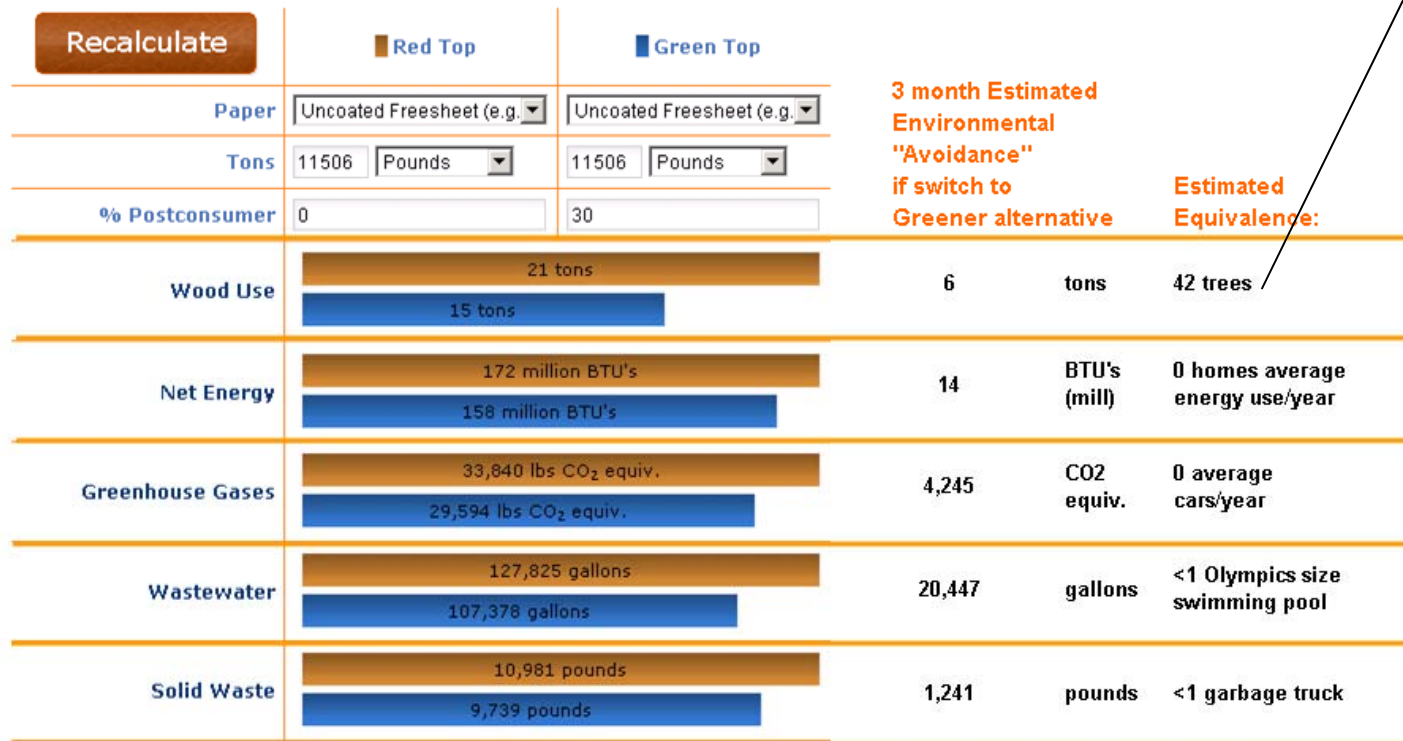 Recalculate
Red Top
Green Top
Paper
Uncoated Freesheet (e.g.
Uncoated Freesheet (e.g.
Tons
11506 Pounds
11506 Pounds
% Postconsumer
0
30
3 month Estimated
Environmental
"Avoidance"
if switch to
Greener alternative
Estimated
Equivalence:
Wood Use
21 tons
15 tons
6
tons
42 trees
Net Energy
172 million BTU's
158 million BTU's
14
BTU's
(mill)
0 homes average
energy use/year
Greenhouse Gases
33,840 lbs CO₂ equiv.
29,594 lbs CO₂ equiv.
4,245
CO2
equiv.
0 average
cars/year
Wastewater
127,825 gallons
107,378 gallons
20,447
gallons
<1 Olympics size
swimming pool
Solid Waste
10,981 pounds
9,739 pounds
1,241
pounds
<1 garbage truck